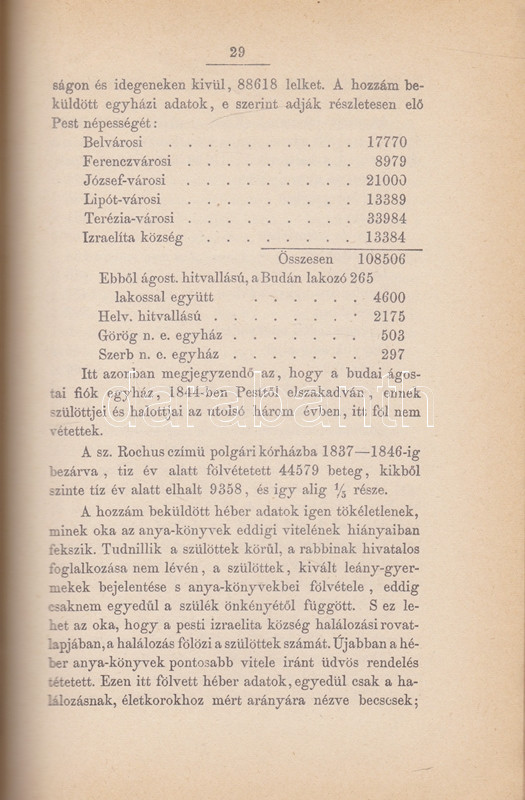 29
ságon és idegeneken kivül, 88618 lelket. A hozzám be-
küldött egyházi adatok, e szerint adják részletesen elő
Pest népességét:
Belvárosi . . . . . . . . . . 17770
Ferenczvárosi . . . . . . . . . 8979
József-városi . . . . . . . . . 21000
Lipót-városi . . . . . . . . . 13389
Terézia-városi . . . . . . . . . 33984
Izraelíta község . . . . . . . . 13384
Összesen 108506
Ebből ágost. hitvallású, a Budán lakozó 265
lakossal együtt . . . . . 4600
Helv. hitvallású . . . . . . . 2175
Görög n. e. egyház . . . . . . 503
Szerb n. e. egyház . . . . . . 297
Itt azonban megjegyzendő az, hogy a budai ágos-
tai fiók egyház, 1844-ben Pesttől elszakadván, ennek
szülöttjei és halottjai az utolsó három évben, itt föl nem
vétettek.
A sz. Rochus czímü polgári kórházba 1837—1846-ig
bezárva, tiz év alatt fölvétetett 44579 beteg, kikből
szinte tíz év alatt elhalt 9358, és igy alig 1/5 része.
A hozzám beküldött héber adatok igen tökéletlenek,
minek oka az anya-könyvek eddigi vitelének hiányaiban
fekszik. Tudnillik a szülöttek körűl, a rabbinak hivatalos
foglalkozása nem lévén, a szülöttek, kivált leány-gyer-
mekek bejelentése s anya-könyvekbei fölvétele, eddig
csaknem egyedűl a szülék önkényétől függött. S ez le-
het az oka, hogy a pesti izraelita község halálozási rovat-
lapjában, a halálozás fölözi a szülöttek számát. Újabban a hé-
ber anya-könyvek pontosabb vitele iránt üdvös rendelés
tétetett. Ezen itt fölvett héber adatok, egyedül csak a ha-
lálozásnak, életkorokhoz mért arányára nézve becsesek;
darabanth